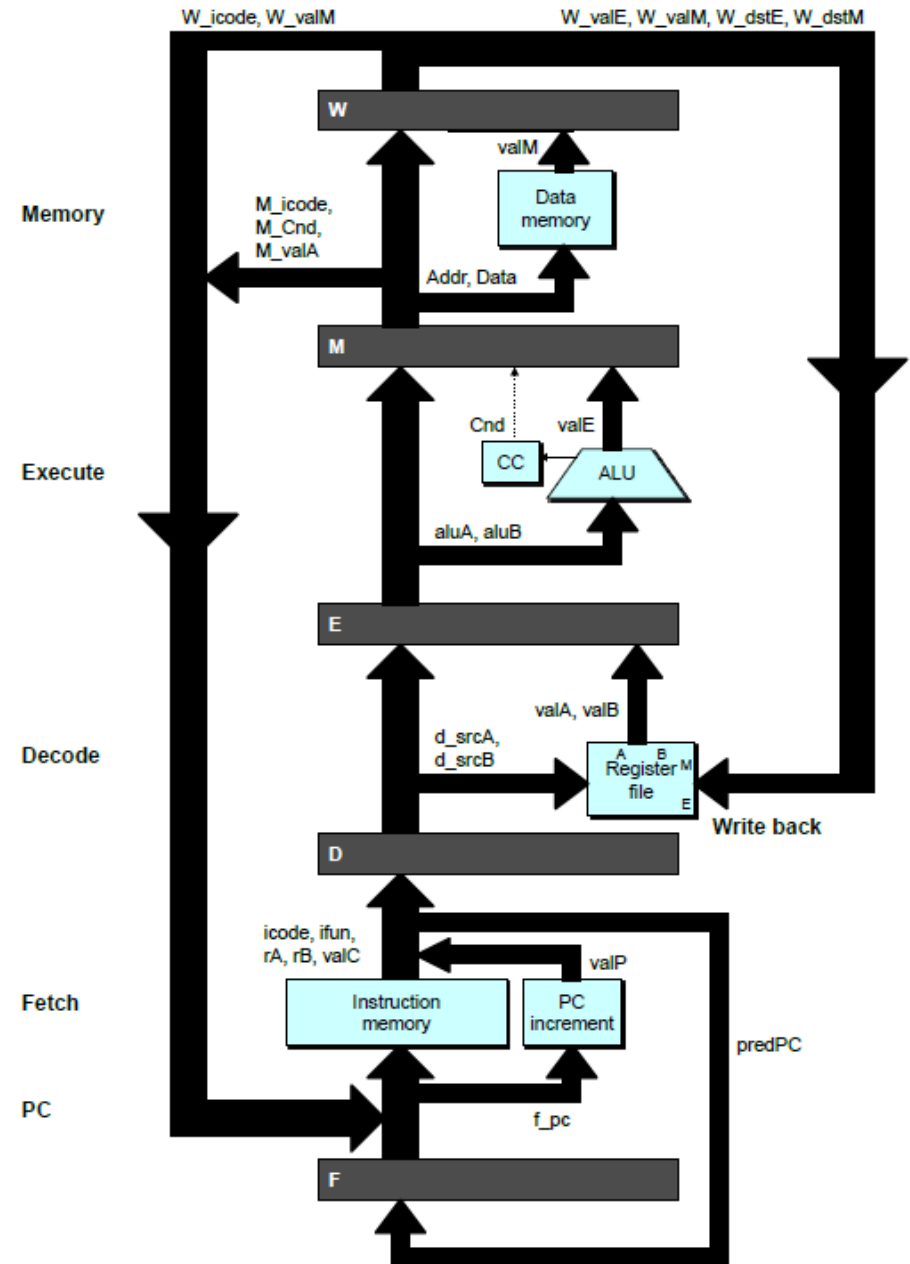 W_icode, W_valM
W_valE, W_valM, W_dstE, W_dstM
W
valM
Data
memory
Memory
M_icode,
M_Cnd,
M_valA
Addr, Data
M
Cnd
valE
CC
ALU
Execute
aluA, aluB
E
valA, valB
d_srcA,
d_srcB
Decode
A B
Register M
file
E
Write back
D
icode, ifun,
rA, rB, valC
valP
Fetch
Instruction
memory
PC
increment
predPC
PC
f_pc
F